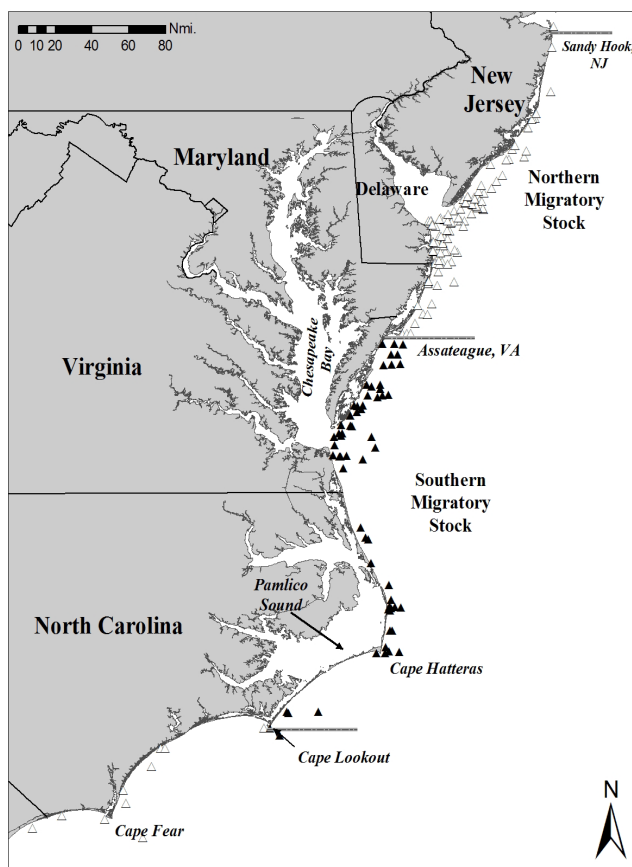 Nmi.
0 10 20 40 60 80
Sandy Hook,
NJ
New
Jersey
Maryland
Delaware
Northern
Migratory
Stock
Chesapeake
Bay
Assateague, VA
Virginia
Southern
Migratory
Stock
Pamlico
Sound
North Carolina
Cape Hatteras
Cape Lookout
Cape Fear
N